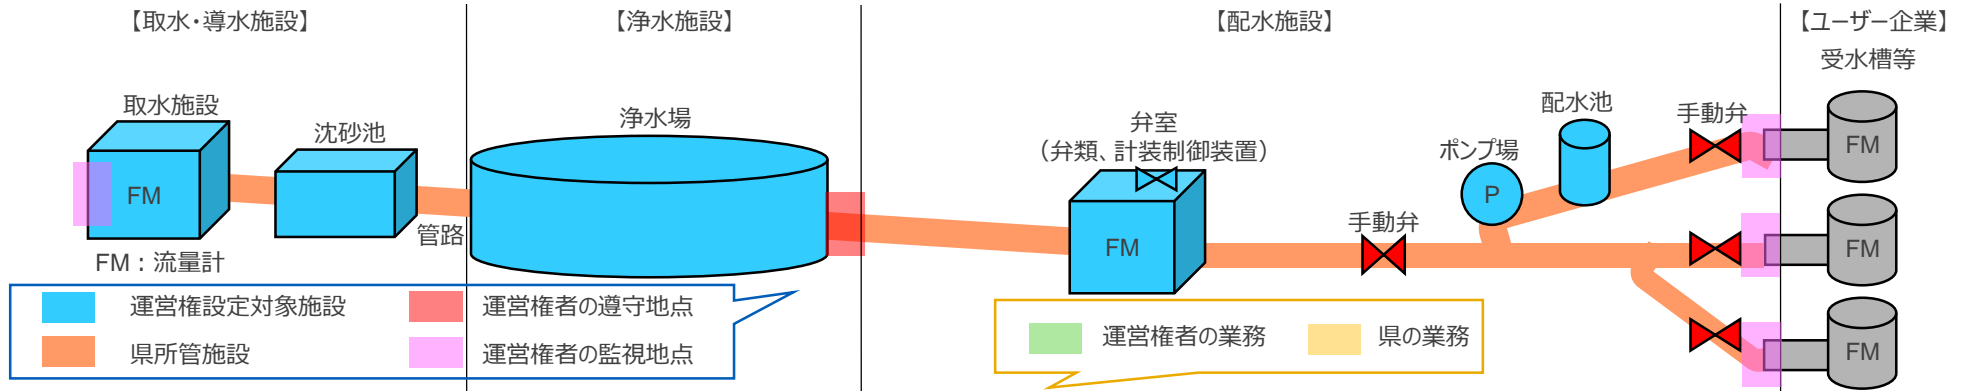 【取水・導水施設】
【浄水施設】
【配水施設】
【ユーザー企業】
受水槽等
取水施設
沈砂池
浄水場
弁室
（弁類、計装制御装置）
ポンプ場
配水池
手動弁
FM
FM
P
手動弁
管路
FM
FM
FM：流量計
運営権設定対象施設
運営権者の遵守地点
県所管施設
運営権者の監視地点
運営権者の業務
県の業務
FM